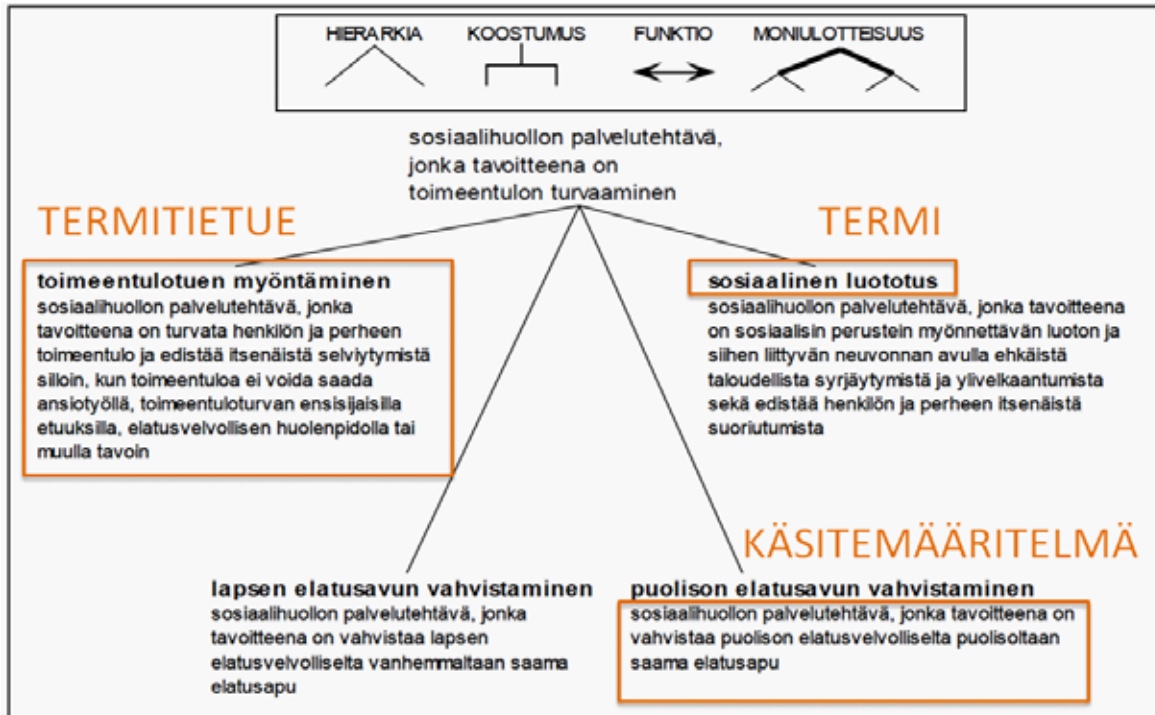 HIERARKIA KOOSTUMUS FUNKTIO MONIULOTTEISUUS
sosiaalihuollon palvelutehtävä,
jonka tavoitteena on
toimeentulon turvaaminen
TERMITIETUE
toimeentulotuen myöntäminen
sosiaalihuollon palvelutehtävä, jonka
tavoitteena on turvata henkilön ja perheen
toimeentulo ja edistää itsenäistä selviytymistä
silloin, kun toimeentuloa ei voida saada
ansiotyöllä, toimeentuloturvan ensisijaisilla
etuuksilla, elatusvelvollisen huolenpidolla tai
muulla tavoin
TERMI
sosiaalinen luototus
sosiaalihuollon palvelutehtävä, jonka tavoitteena
on sosiaalisin perustein myönnettävän luoton ja
siihen liittyvän neuvonnan avulla ehkäistä
taloudellista syrjäytymistä ja ylivelkaantumista
sekä edistää henkilön ja perheen itsenäistä
suoriutumista
lapsen elatusavun vahvistaminen
sosiaalihuollon palvelutehtävä, jonka
tavoitteena on vahvistaa lapsen
elatusvelvolliselta vanhemmaltaan saama
elatusapu
KÄSITEMÄÄRITELMÄ
puolison elatusavun vahvistaminen
sosiaalihuollon palvelutehtävä, jonka tavoitteena on
vahvistaa puolison elatusvelvolliselta puolisoltaan
saama elatusapu